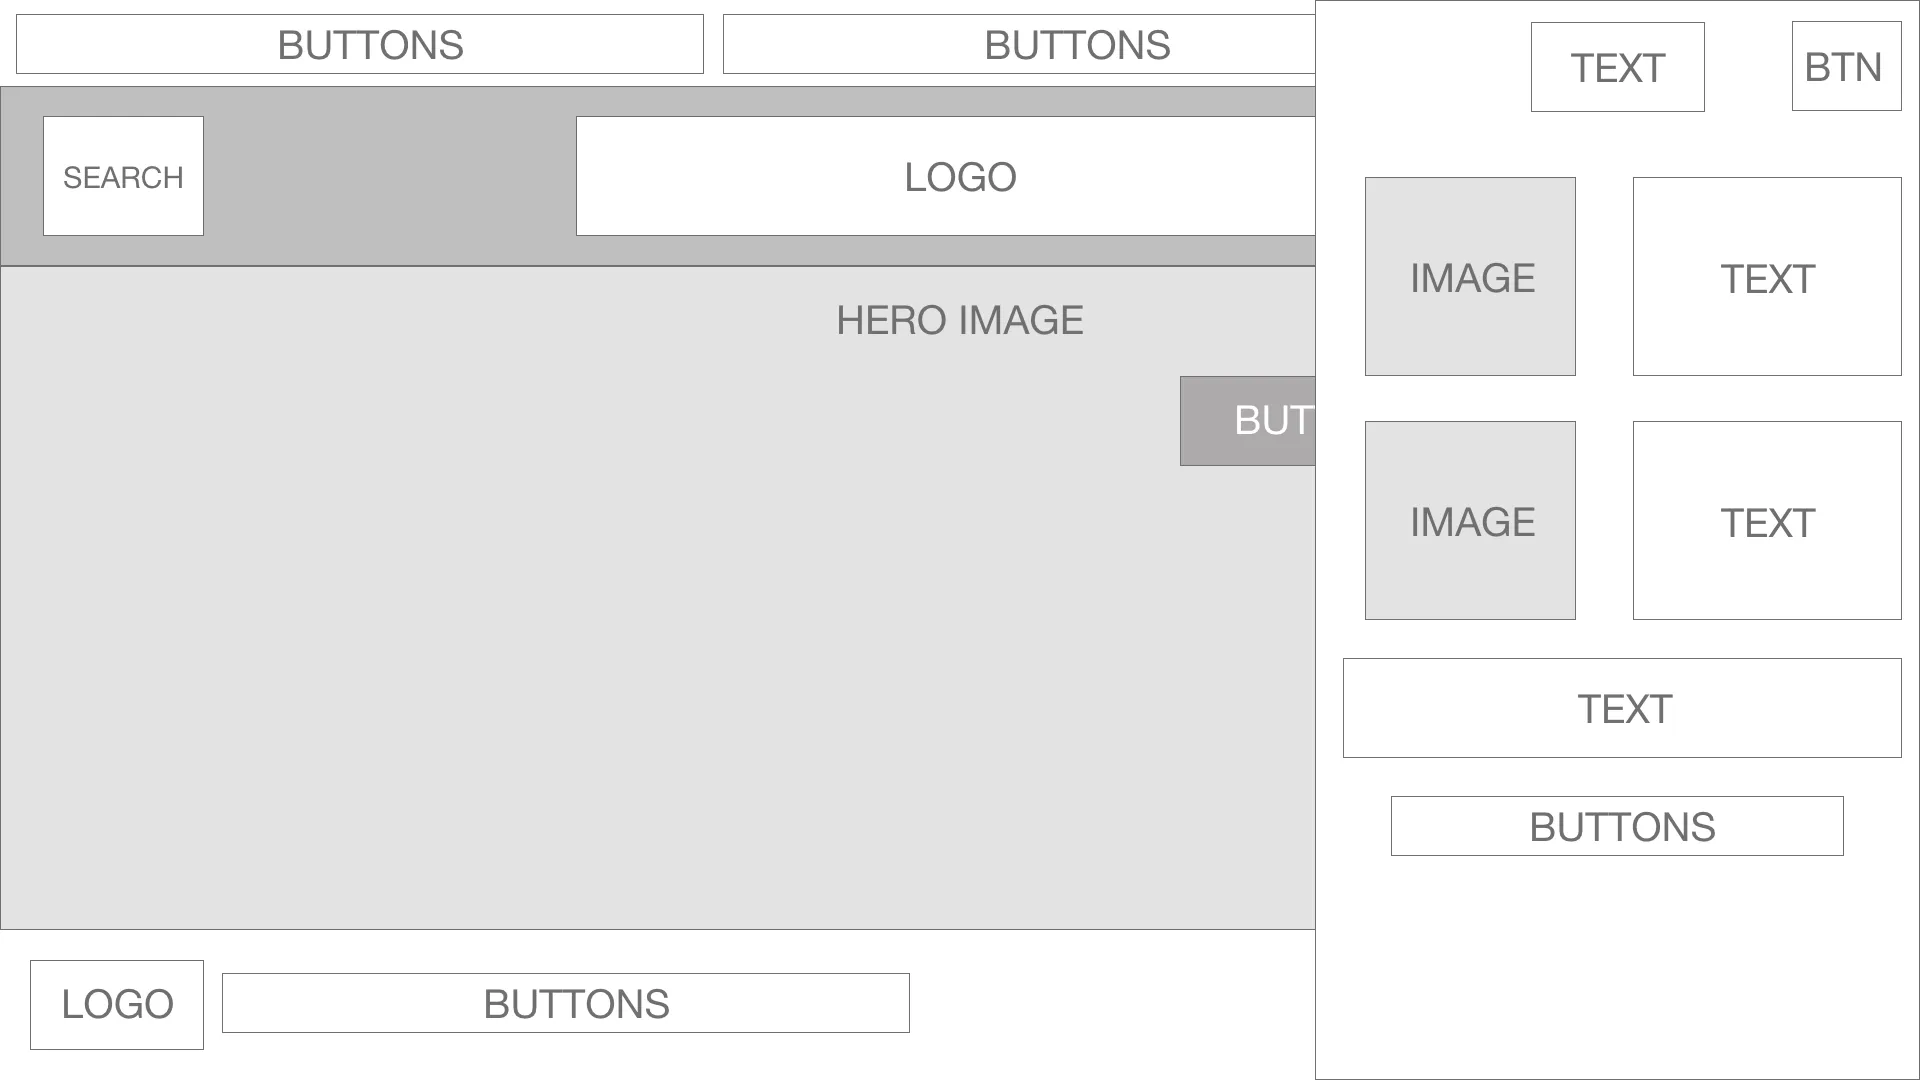 BUTTONS
BUTTONS
TEXT
BTN
SEARCH
LOGO
HERO IMAGE
BUT
IMAGE
TEXT
IMAGE
TEXT
TEXT
BUTTONS
LOGO
BUTTONS